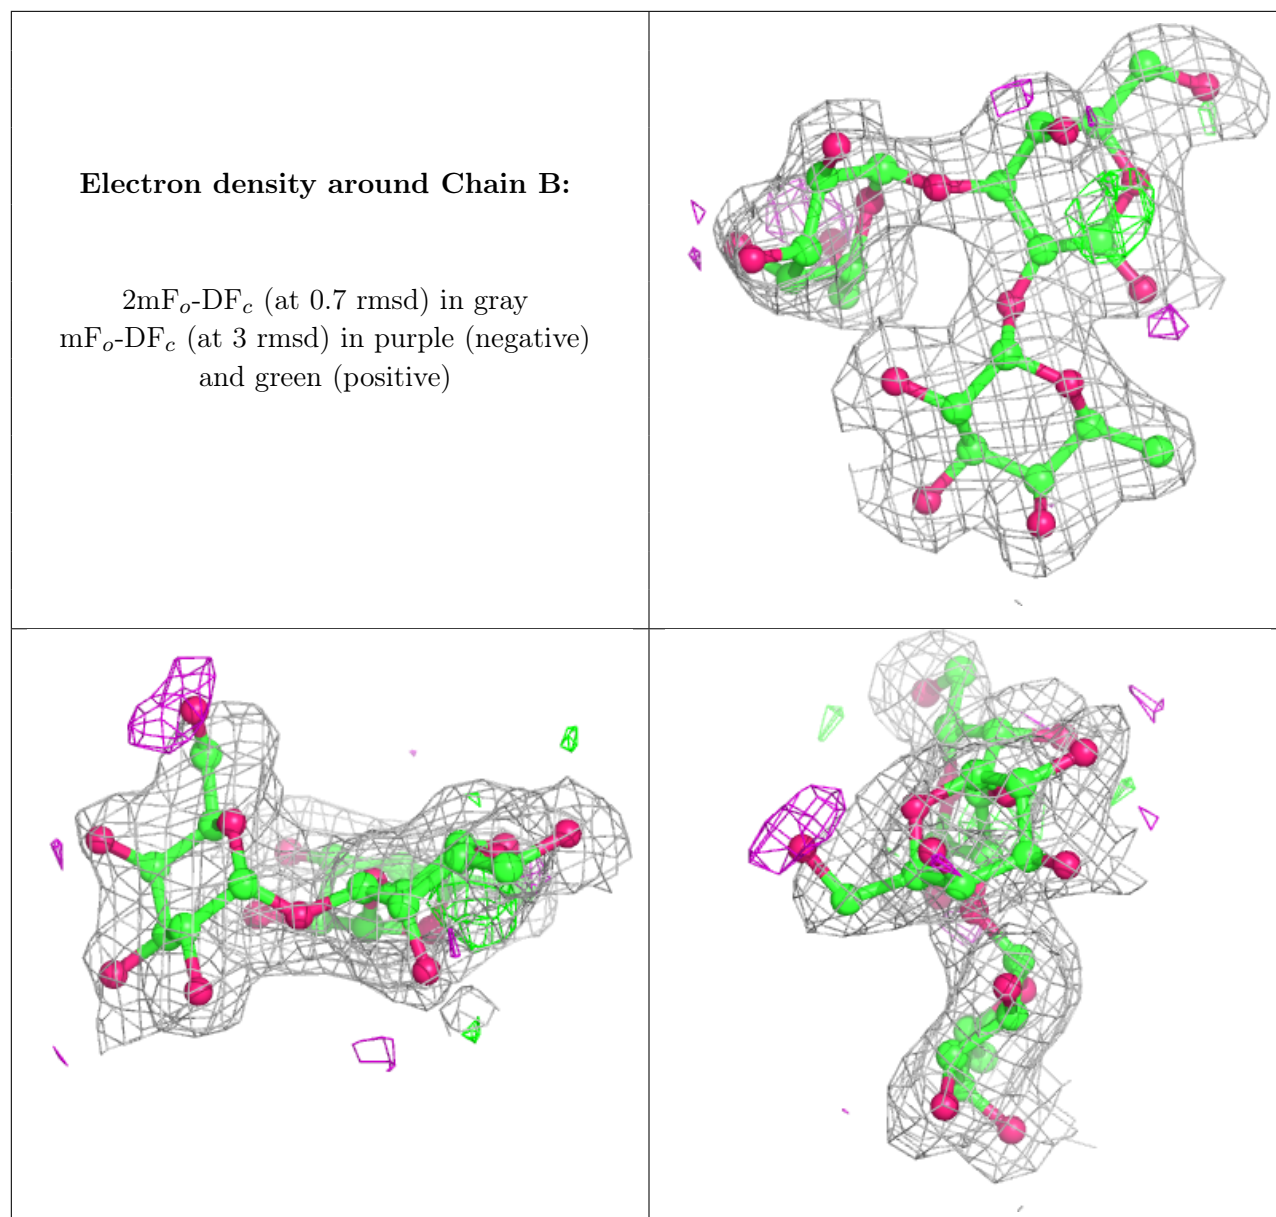 Electron density around Chain B:
2mFo-DFc (at 0.7 rmsd) in gray
mFo-DFc (at 3 rmsd) in purple (negative)
and green (positive)